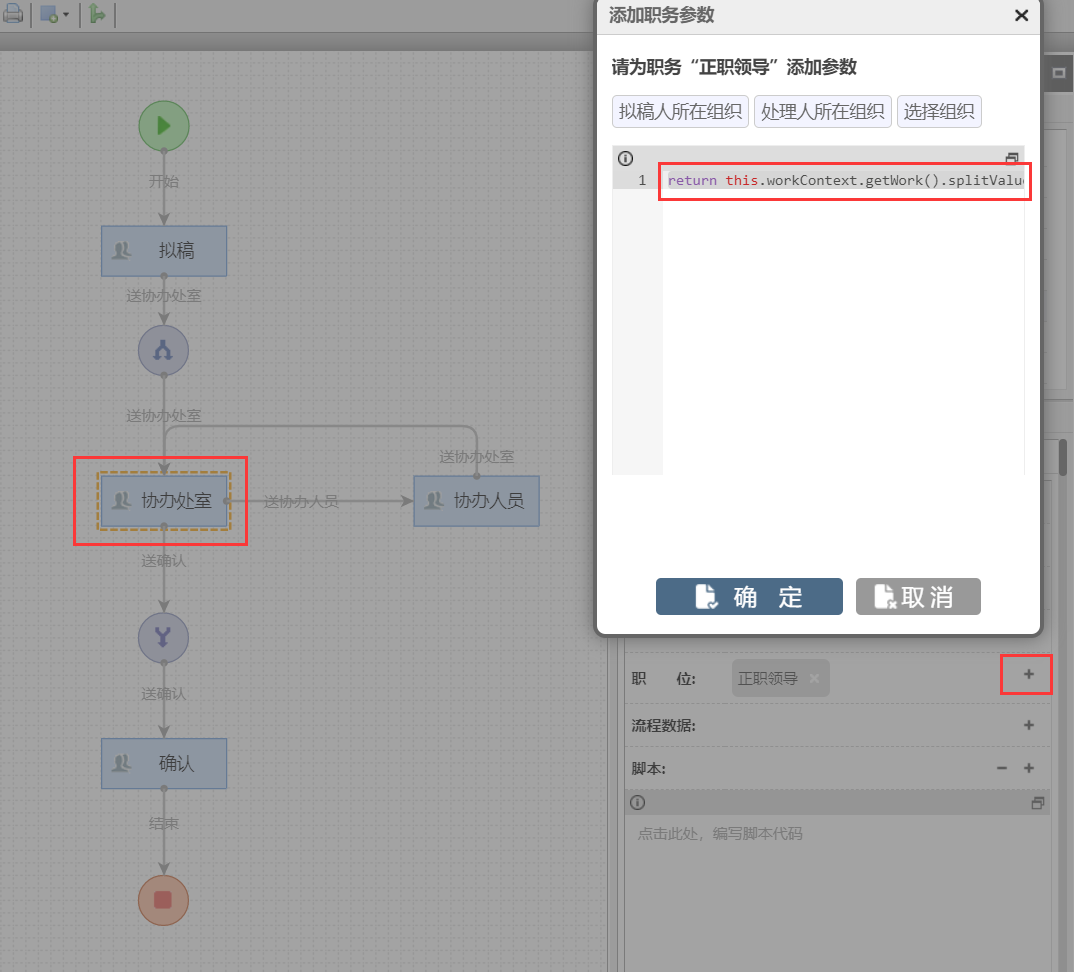 添加职务参数
请为职务“正职领导”添加参数
拟稿人所在组织 处理人所在组织 选择组织
1 return this.workContext.getWork().splitValu
确 定 取消
开始
拟稿
送协办处室
送协办处室
送协办处室
协办处室 送协办人员 协办人员
送确认
送确认
确认
结束
职 位: 正职领导
流程数据:
脚本:
点击此处，编写脚本代码